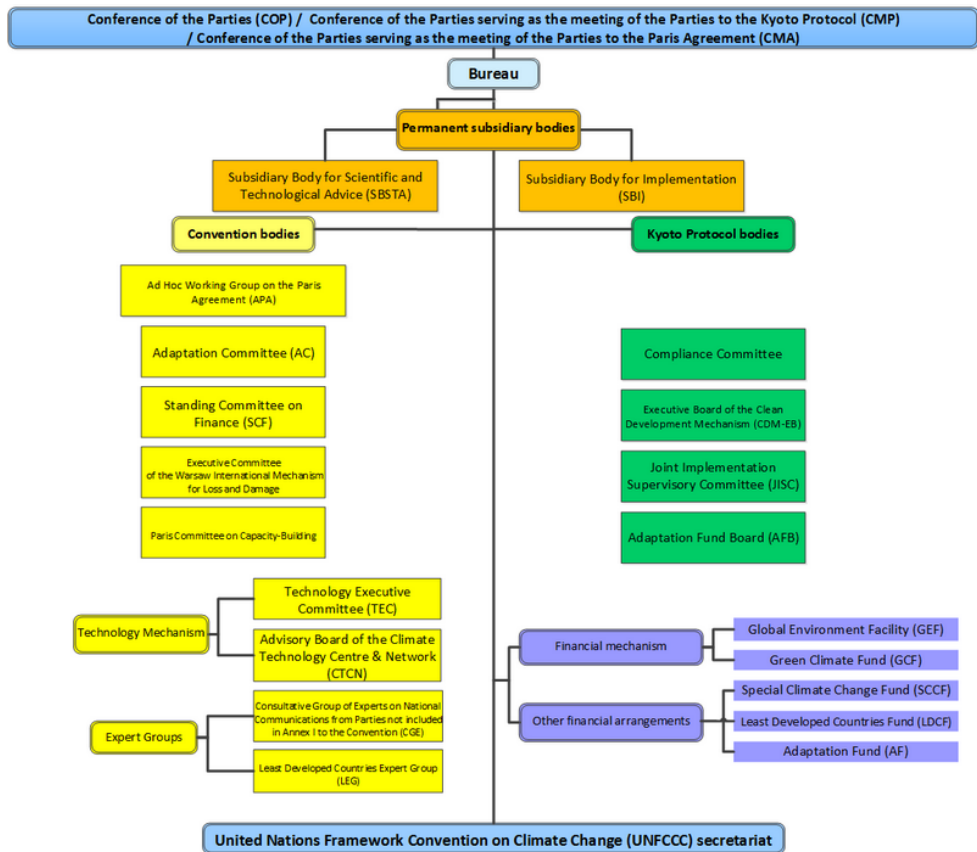 Conference of the Parties (COP) / Conference of the Parties serving as the meeting of the Parties to the Kyoto Protocol (CMP)
/ Conference of the Parties serving as the meeting of the Parties to the Paris Agreement (CMA)
Bureau
Permanent subsidiary bodies
Subsidiary Body for Scientific and
Technological Advice (SBSTA)
Subsidiary Body for Implementation
(SBI)
Convention bodies
Kyoto Protocol bodies
Ad Hoc Working Group on the Paris
Agreement (APA)
Adaptation Committee (AC)
Compliance Committee
Standing Committee on
Finance (SCF)
Executive Board of the Clean
Development Mechanism (CDM-EB)
Executive Committee
of the Warsaw International Mechanism
for Loss and Damage
Joint Implementation
Supervisory Committee (JISC)
Paris Committee on Capacity-Building
Adaptation Fund Board (AFB)
Technology Mechanism
Technology Executive
Committee (TEC)
Advisory Board of the Climate
Technology Centre & Network
(CTCN)
Financial mechanism
Global Environment Facility (GEF)
Green Climate Fund (GCF)
Expert Groups
Consultative Group of Experts on National
Communications from Parties not included
in Annex I to the Convention (CGE)
Least Developed Countries Expert Group
(LEG)
Other financial arrangements
Special Climate Change Fund (SCCF)
Least Developed Countries Fund (LDCF)
Adaptation Fund (AF)
United Nations Framework Convention on Climate Change (UNFCCC) secretariat